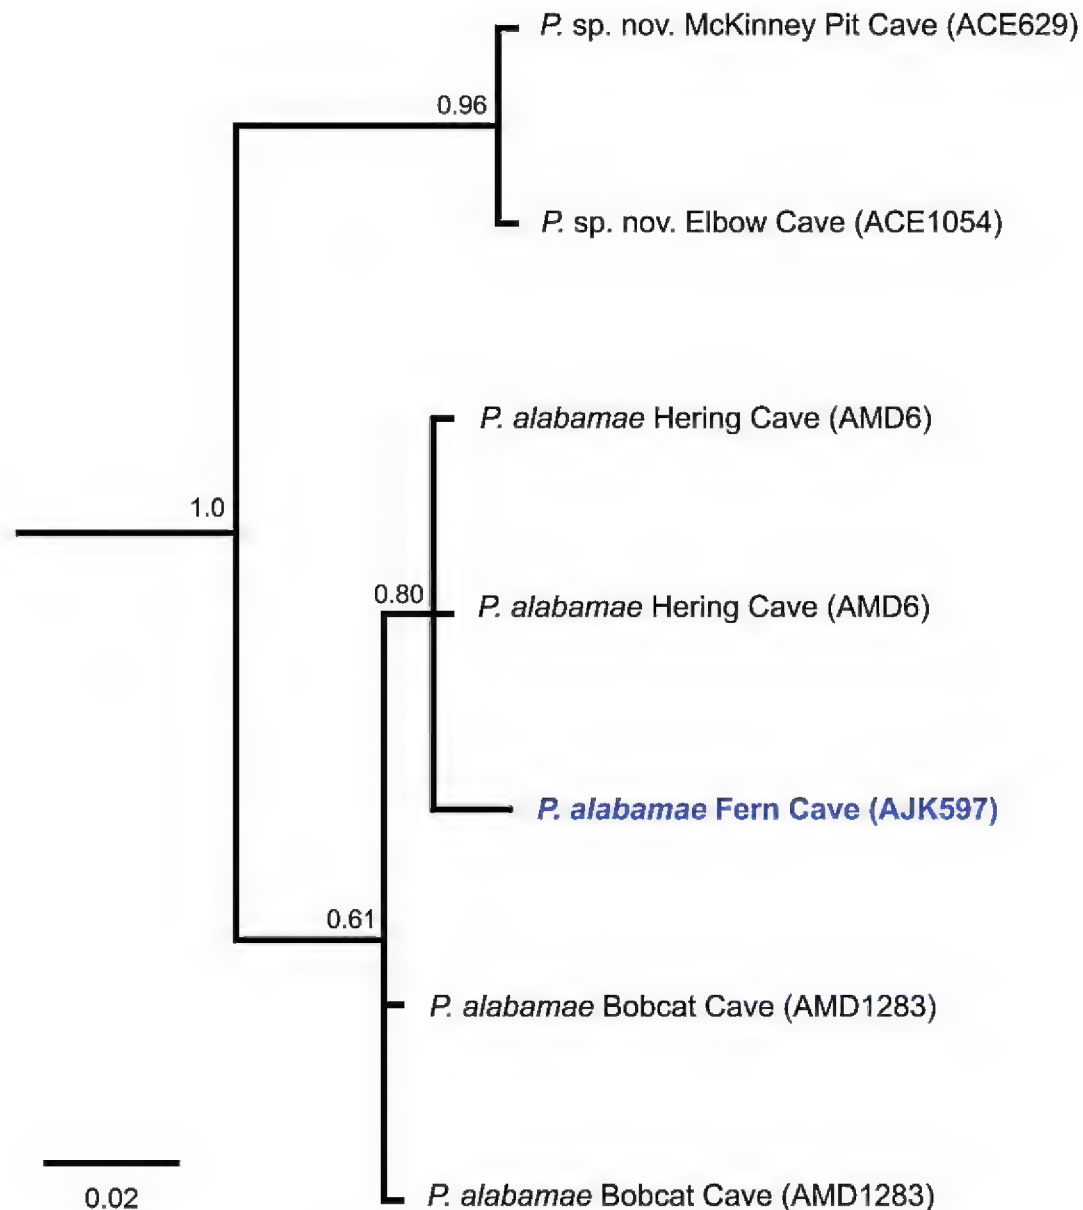 P. sp. nov. McKinney Pit Cave (ACE629)
0.96
P. sp. nov. Elbow Cave (ACE1054)
P. alabamae Hering Cave (AMD6)
1.0
0.80
P. alabamae Hering Cave (AMD6)
P. alabamae Fern Cave (AJK597)
0.61
P. alabamae Bobcat Cave (AMD1283)
0.02
P. alabamae Bobcat Cave (AMD1283)